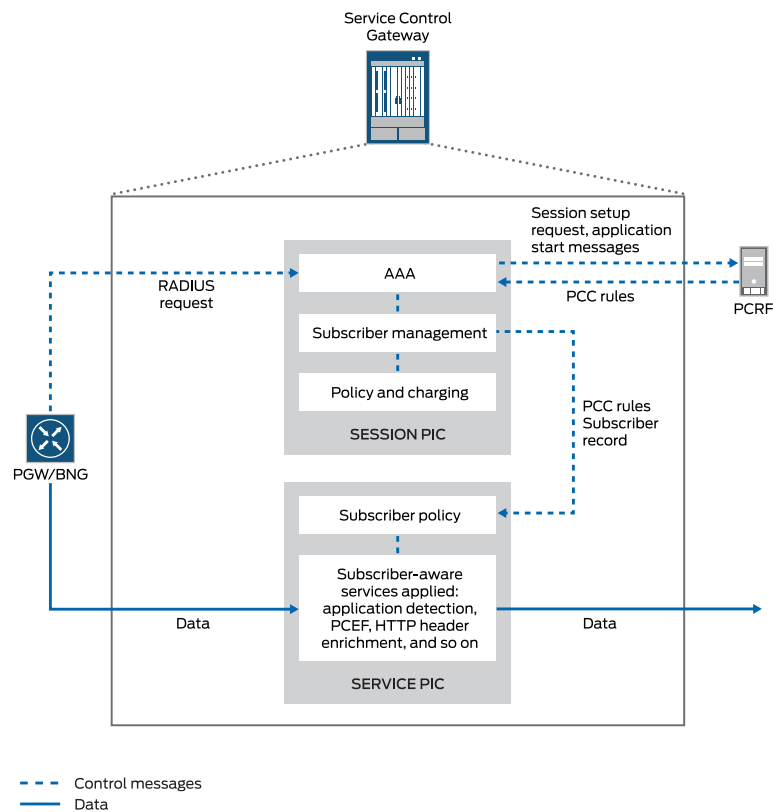 Service Control
Gateway
Session setup
request, application
start messages
AAA
RADIUS
request
PCC rules
PCRF
Subscriber management
Policy and charging
PCC rules
Subscriber
record
SESSION PIC
PGW/BNG
Subscriber policy
Subscriber-aware
services applied:
application detection,
PCEF, HTTP header
enrichment, and so on
Data
Data
SERVICE PIC
Control messages
Data